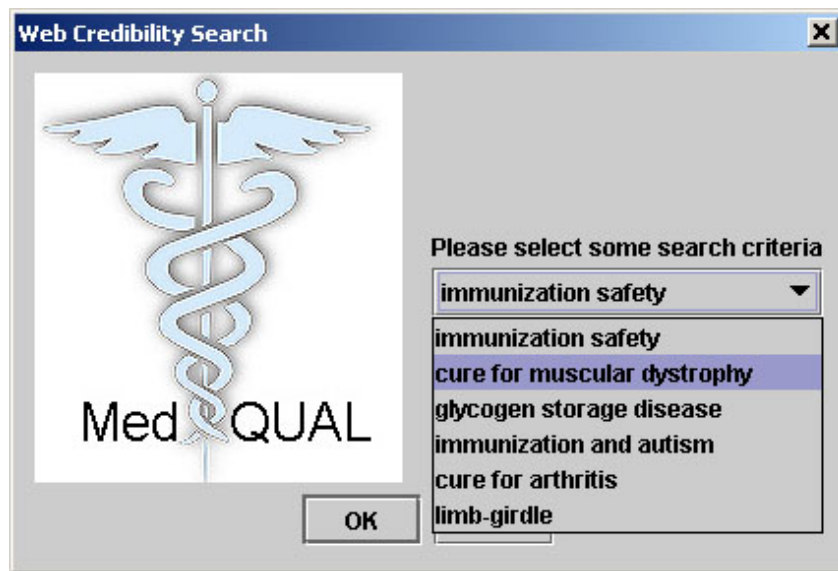 Web Credibility Search
Med QUAL
Please select some search criteria
immunization safety
immunization safety
cure for muscular dystrophy
glycogen storage disease
immunization and autism
cure for arthritis
limb-girdle
OK